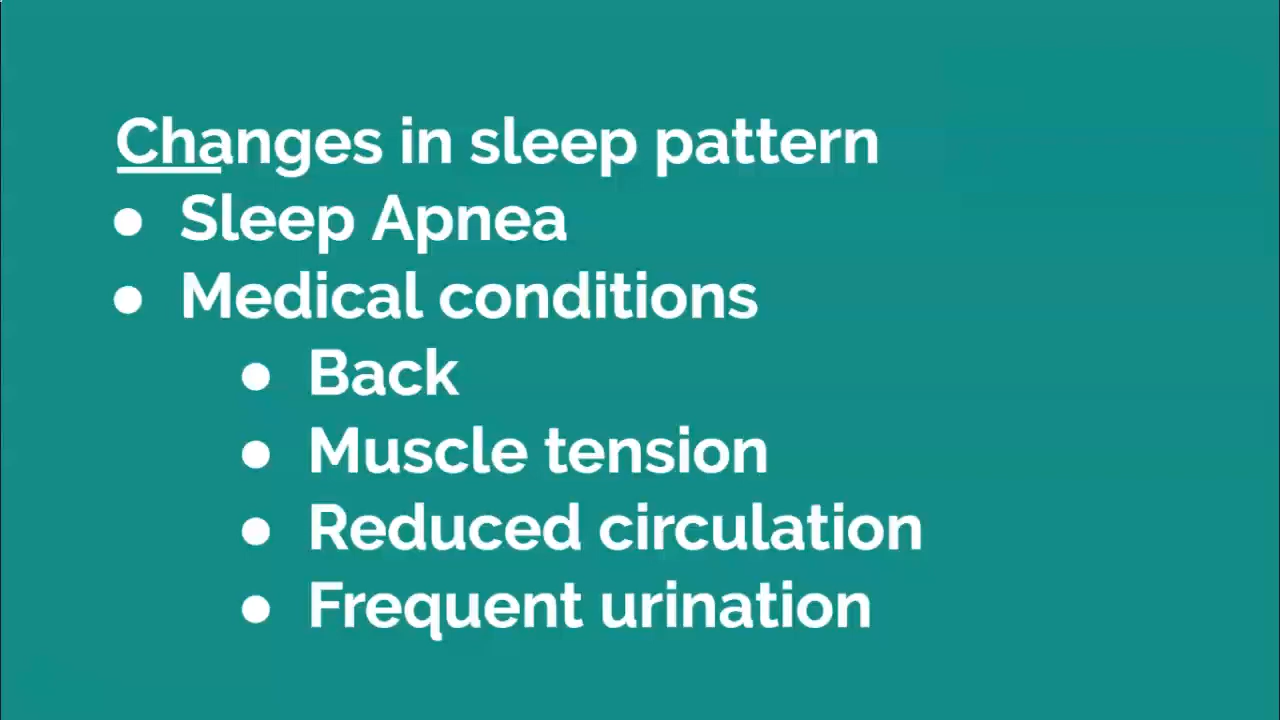 Changes in sleep pattern
● Sleep Apnea
● Medical conditions
● Back
● Muscle tension
● Reduced circulation
● Frequent urination